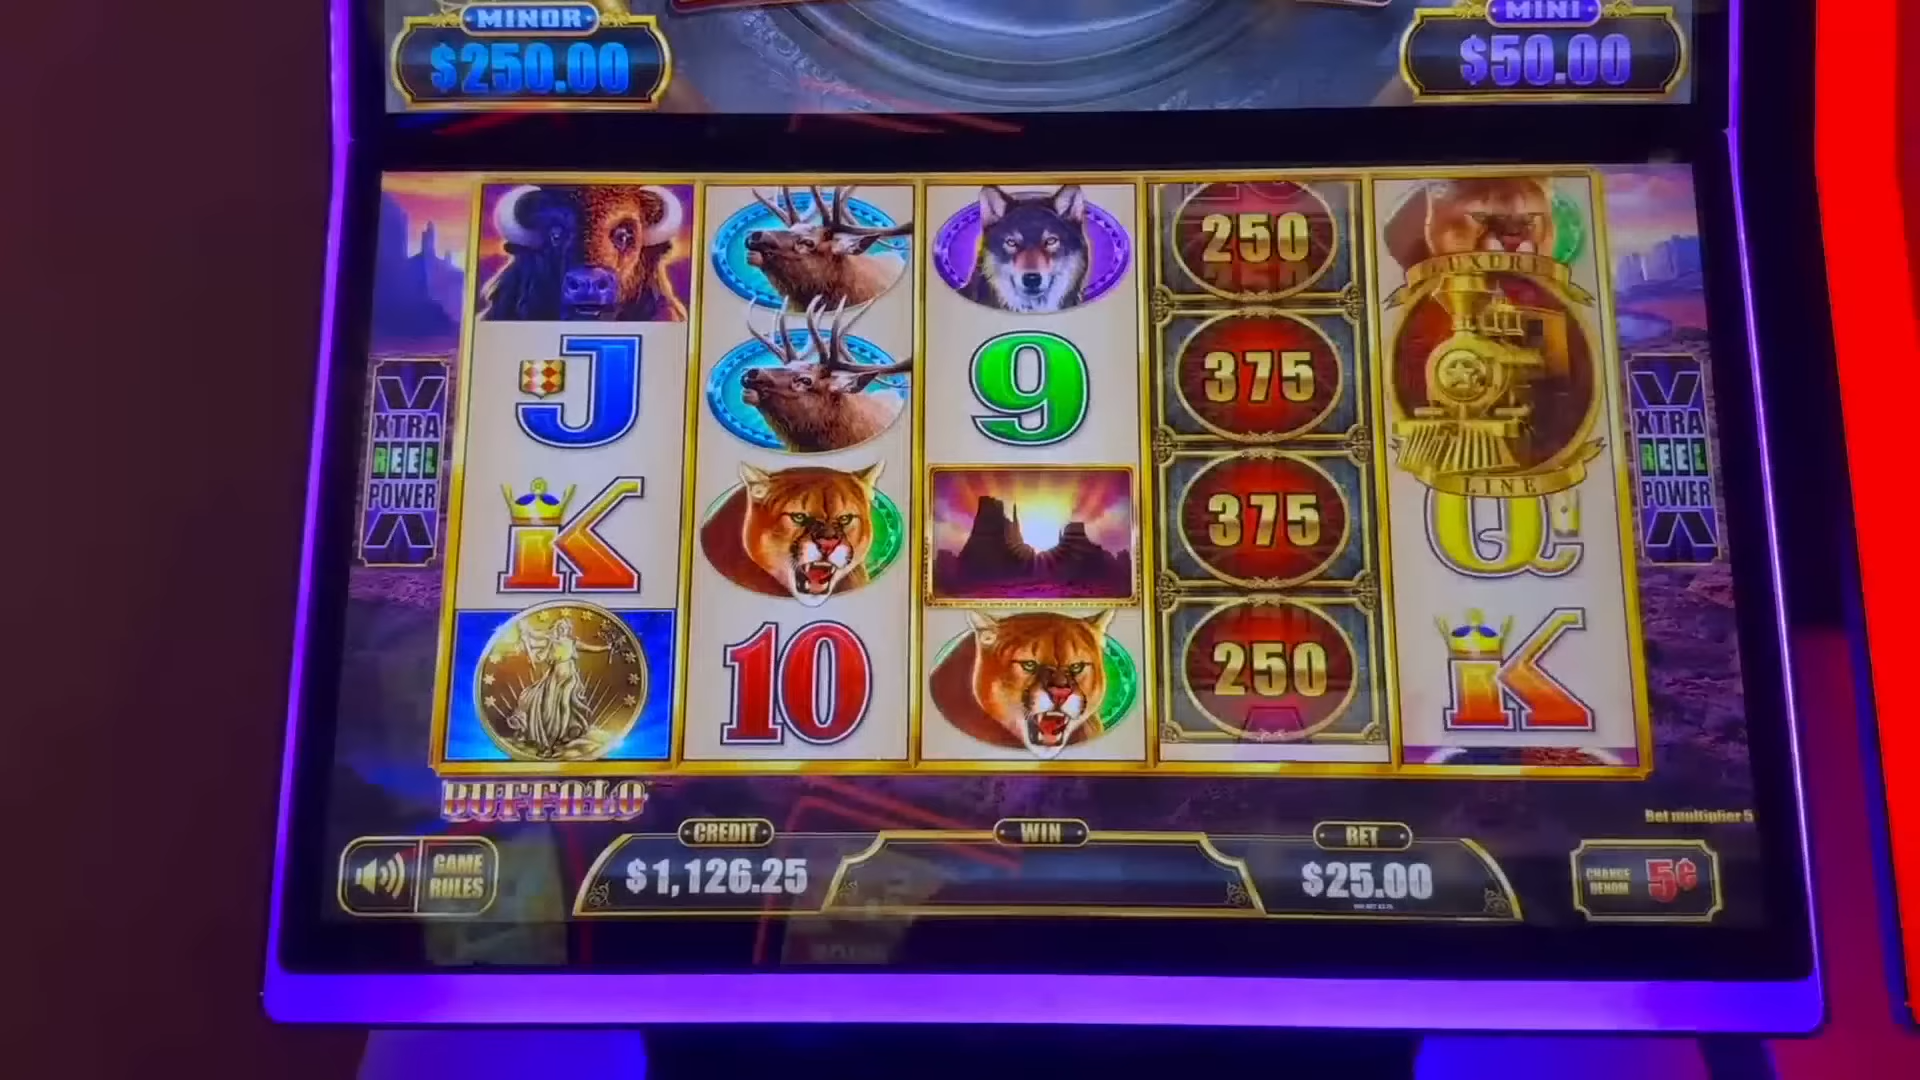 MINOR
$250.00
MINI
$50.00
250
J
9
375
LUXURY
LINE
XTRA
REEL
POWER
XTRA
REEL
POWER
K
375
Q
10
250
K
BUFFALO
Bet multiplier 5
CREDIT
WIN
BET
GAME
RULES
$1,126.25
$25.00
CHANGE
DENOM
5¢